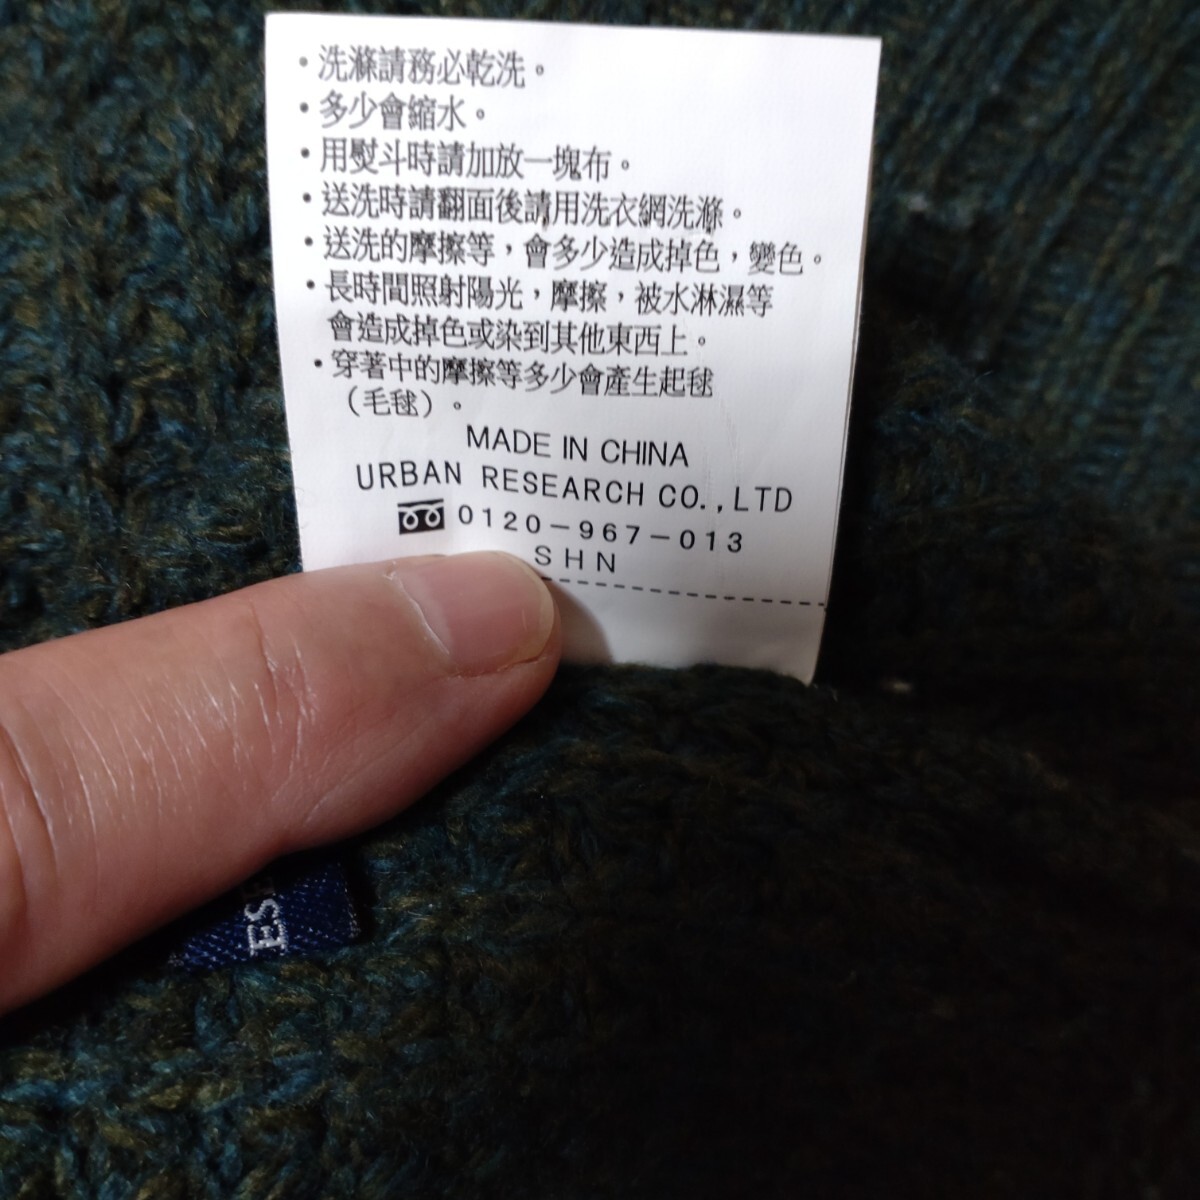 ・洗滌請務必乾洗。
・多少會縮水。
・用熨斗時請加放一塊布。
・送洗時請翻面後請用洗衣網洗滌。
・送洗的摩擦等，會多少造成掉色，變色。
・長時間照射陽光，摩擦，被水淋濕等
會造成掉色或染到其他東西上。
・穿著中的摩擦等多少會產生起毬
（毛毬）。
MADE IN CHINA
URBAN RESEARCH CO.,LTD
0120-967-013
SHN
ES